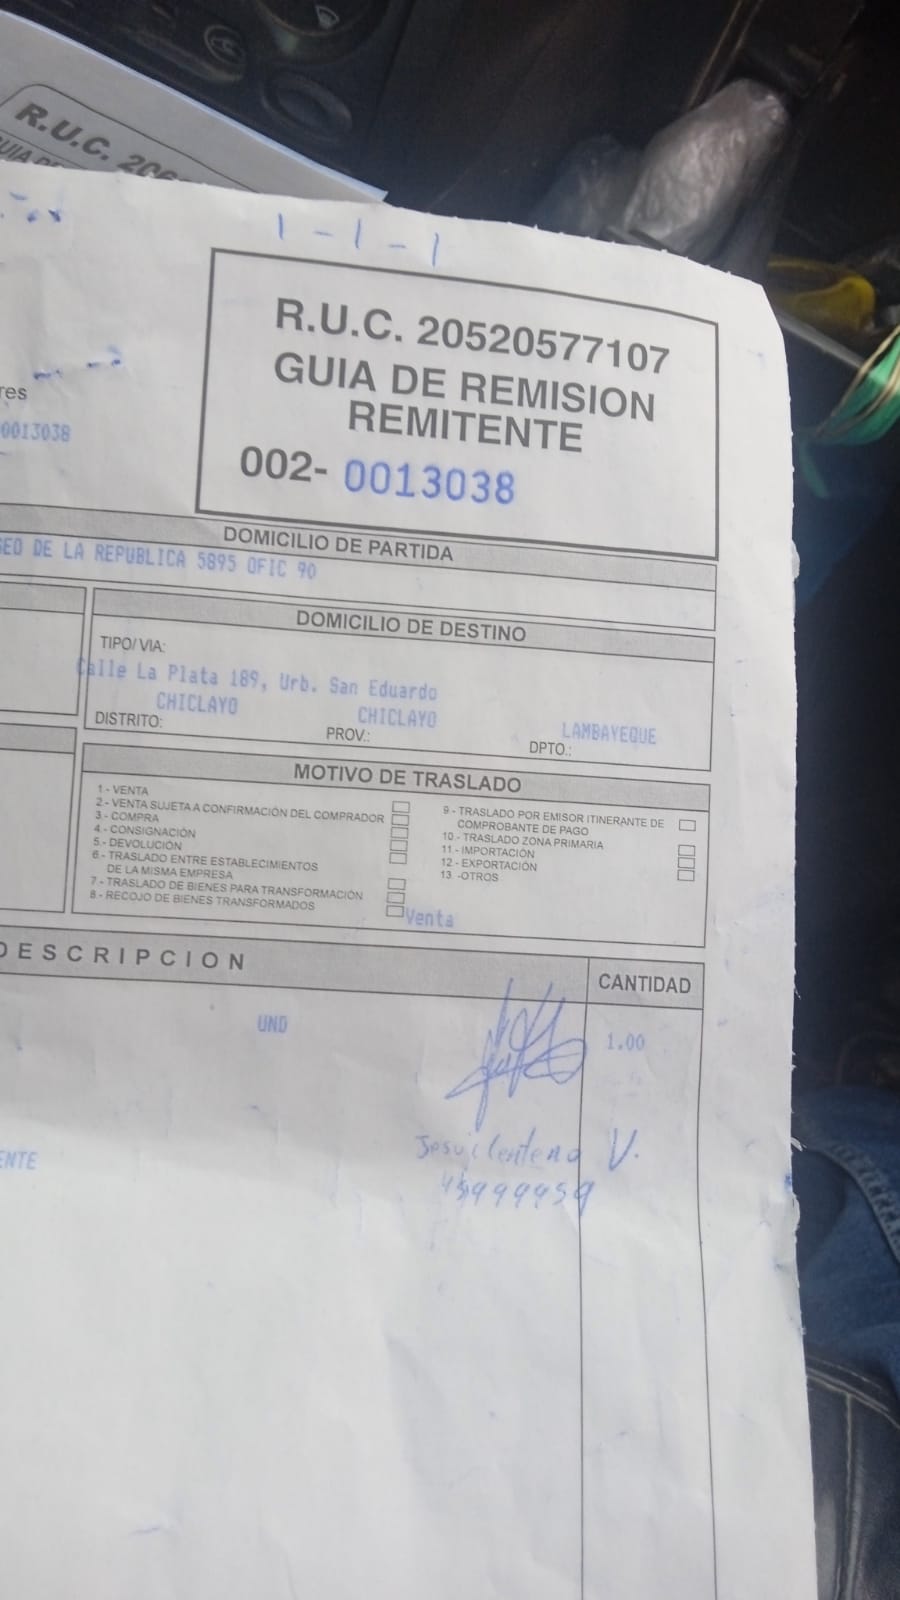 R.U.C. 206
1 - 1 - 1
R.U.C. 20520577107
GUIA DE REMISION
REMITENTE
002- 0013038
res
0013038
DOMICILIO DE PARTIDA
SEO DE LA REPUBLICA 5895 OFIC 90
DOMICILIO DE DESTINO
TIPO/VIA:
Calle La Plata 189, Urb. San Eduardo
CHICLAYO CHICLAYO LAMBAYEQUE
DISTRITO: PROV.: DPTO.:
MOTIVO DE TRASLADO
1 - VENTA
2 - VENTA SUJETA A CONFIRMACIÓN DEL COMPRADOR
3 - COMPRA
4 - CONSIGNACIÓN
5 - DEVOLUCIÓN
6 - TRASLADO ENTRE ESTABLECIMIENTOS
DE LA MISMA EMPRESA
7 - TRASLADO DE BIENES PARA TRANSFORMACIÓN
8 - RECOJO DE BIENES TRANSFORMADOS
9 - TRASLADO POR EMISOR ITINERANTE DE
COMPROBANTE DE PAGO
10 - TRASLADO ZONA PRIMARIA
11 - IMPORTACIÓN
12 - EXPORTACIÓN
13 -OTROS
Venta
DESCRIPCION CANTIDAD
UND 1.00
V.
ENTE